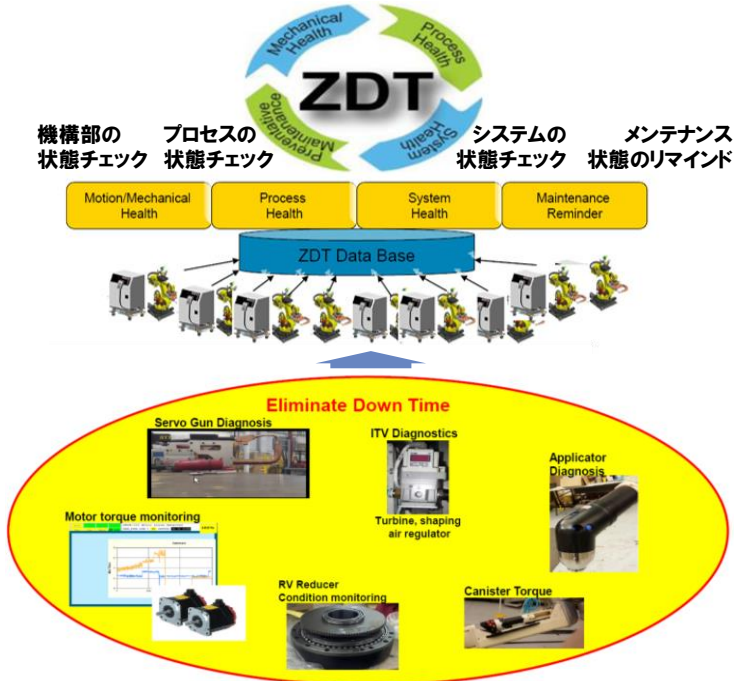 Mechanical
Health
Process
Health
ZDT
Preventative
Maintenance
System
Health
機構部の
状態チェック
プロセスの
状態チェック
システムの
状態チェック
メンテナンス
状態のリマインド
Motion/Mechanical
Health
Process
Health
System
Health
Maintenance
Reminder
ZDT Data Base
Eliminate Down Time
Servo Gun Diagnosis
ITV Diagnostics
Applicator
Diagnosis
Turbine, shaping
air regulator
Motor torque monitoring
RV Reducer
Condition monitoring
Canister Torque